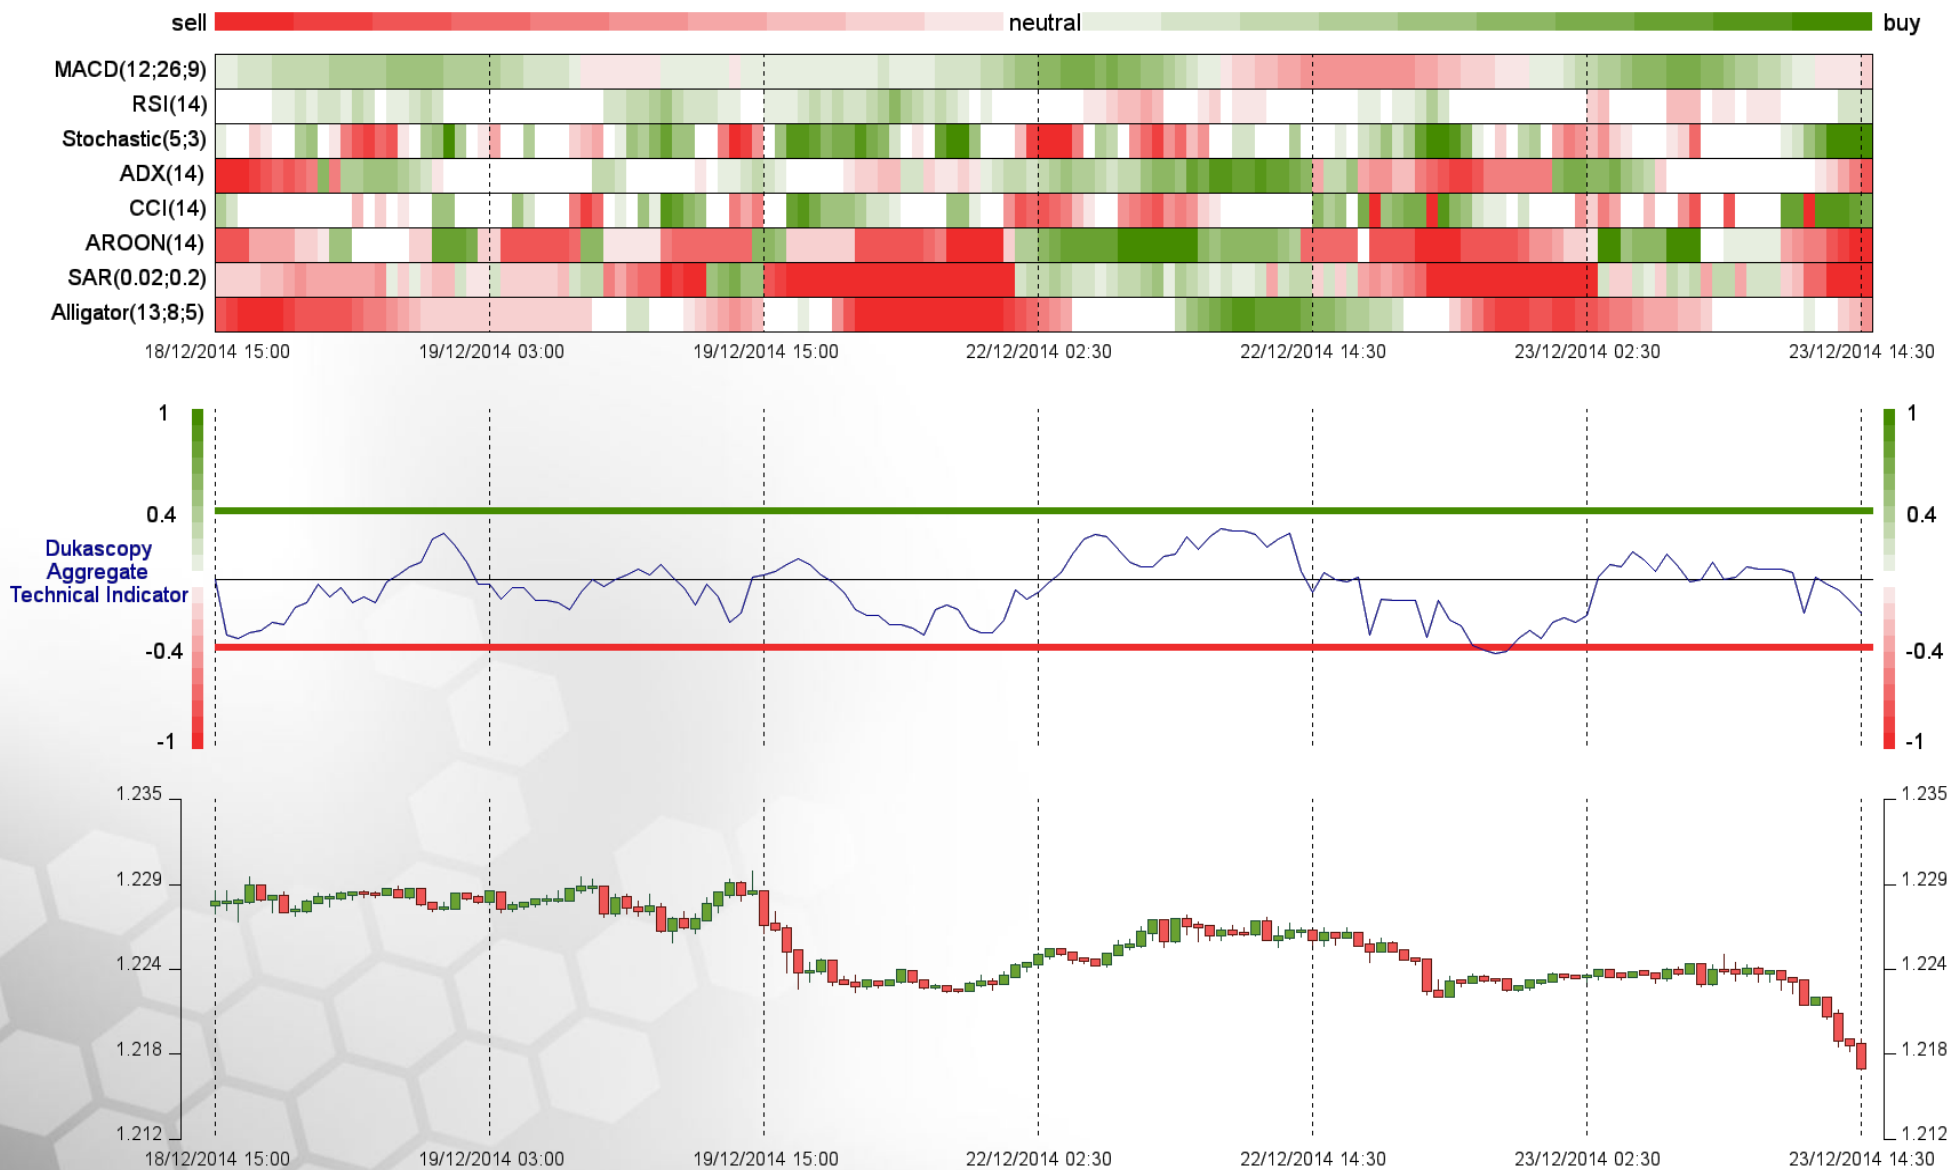 sell neutral buy
MACD(12;26;9)
RSI(14)
Stochastic(5;3)
ADX(14)
CCI(14)
AROON(14)
SAR(0.02;0.2)
Alligator(13;8;5)
18/12/2014 15:00 19/12/2014 03:00 19/12/2014 15:00 22/12/2014 02:30 22/12/2014 14:30 23/12/2014 02:30 23/12/2014 14:30
1 1
0.4 0.4
Dukascopy
Aggregate
Technical Indicator
-0.4 -0.4
-1 -1
1.235 1.235
1.229 1.229
1.224 1.224
1.218 1.218
1.212 1.212
18/12/2014 15:00 19/12/2014 03:00 19/12/2014 15:00 22/12/2014 02:30 22/12/2014 14:30 23/12/2014 02:30 23/12/2014 14:30